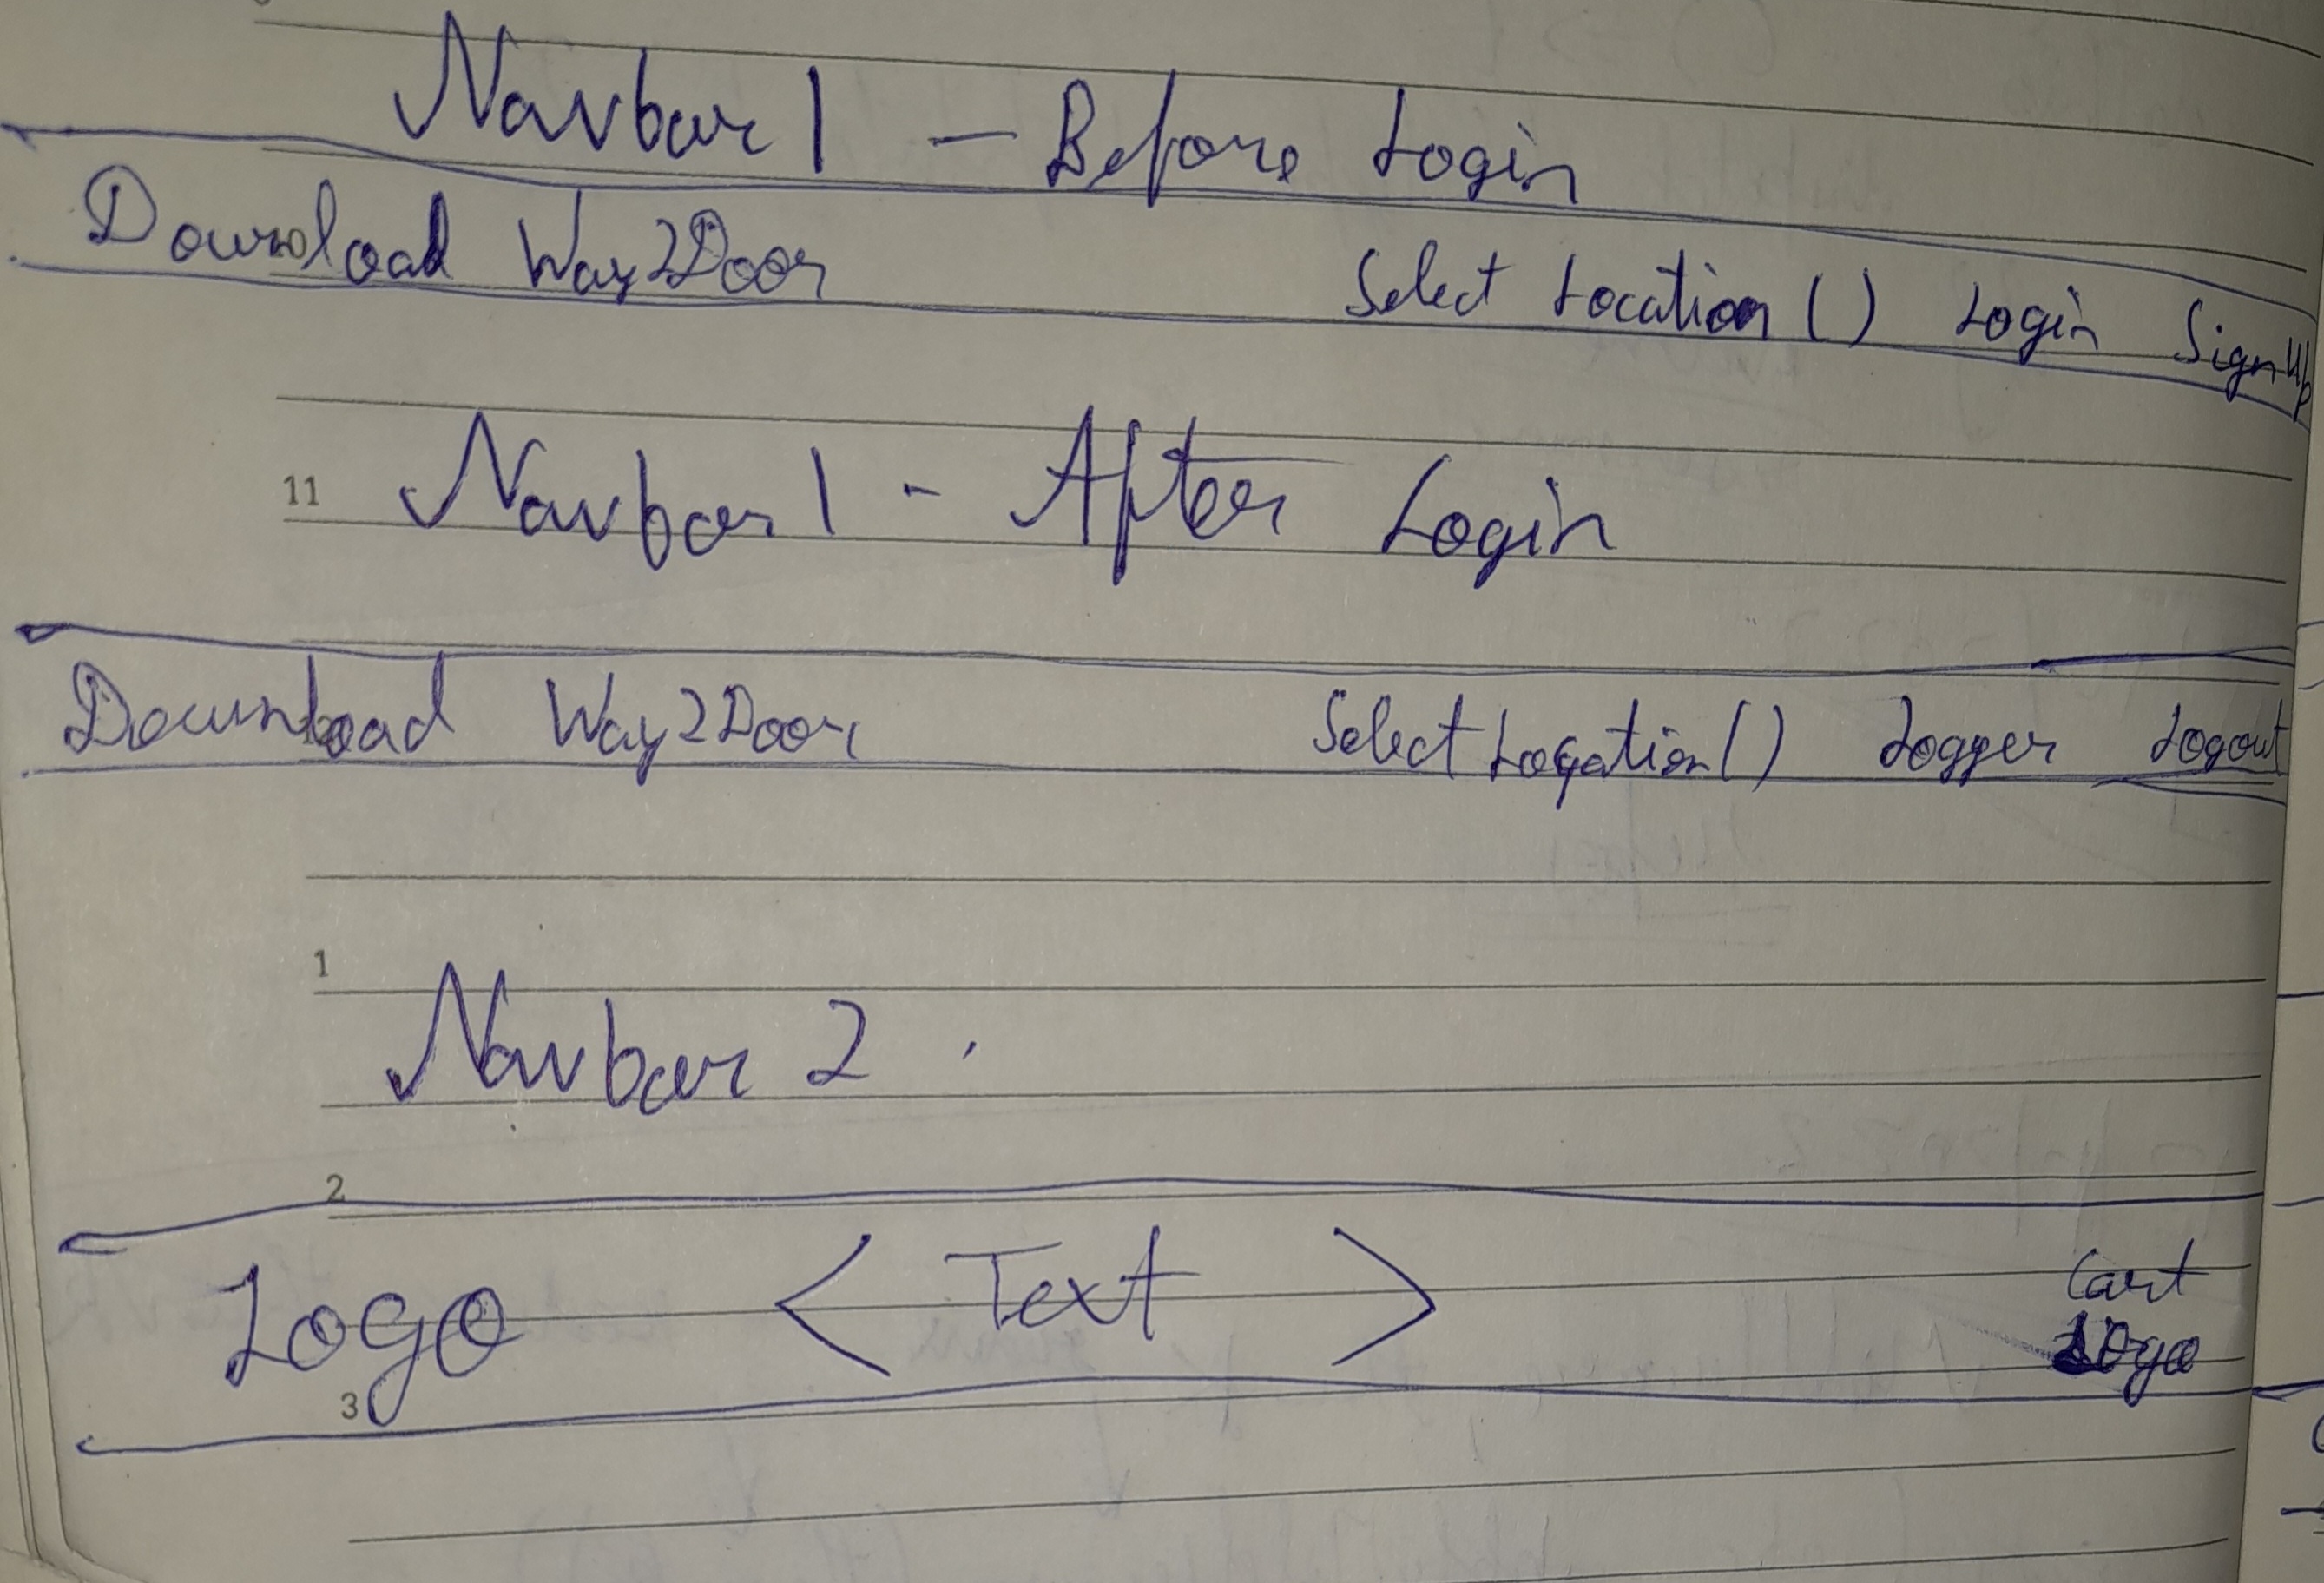 Navbar 1 - Before Login
Download Way2Door Select Location () Login SignUp
11
Navbar 1 - After Login
Download Way2Door Select Location () Logger Logout
1
Navbar 2
2
Logo < Text > Cart Logo
3